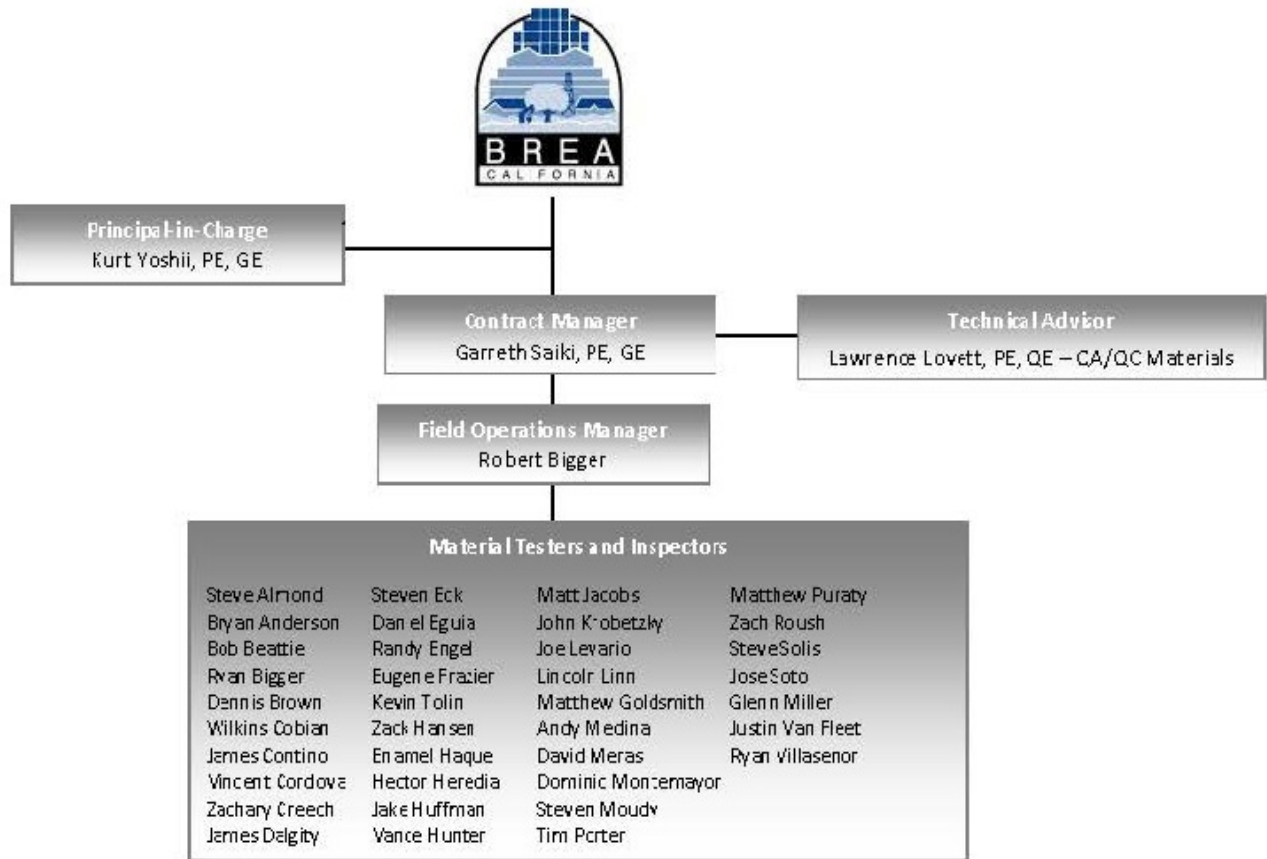 BREA
CALIFORNIA
Principal-in-Charge
Kurt Yoshii, PE, GE
Contract Manager
Garreth Saiki, PE, GE
Technical Advisor
Lawrence Lovett, PE, QE – CA/QC Materials
Field Operations Manager
Robert Bigger
Material Testers and Inspectors
Steve Almond
Bryan Anderson
Bob Beattie
Ryan Bigger
Dennis Brown
Wilkins Cobian
James Contino
Vincent Cordova
Zachary Creech
James Dalgity
Steven Eck
Daniel Eguia
Randy Engel
Eugene Frazier
Kevin Tolin
Zack Hansen
Enamel Haque
Hector Heredia
Jake Huffman
Vance Hunter
Matt Jacobs
John Krobetzky
Joe Levario
Lincoln Linn
Matthew Goldsmith
Andy Medina
David Meras
Dominic Montemayor
Steven Moudy
Tim Porter
Matthew Puraty
Zach Roush
Steve Solis
Jose Soto
Glenn Miller
Justin Van Fleet
Ryan Villasenor